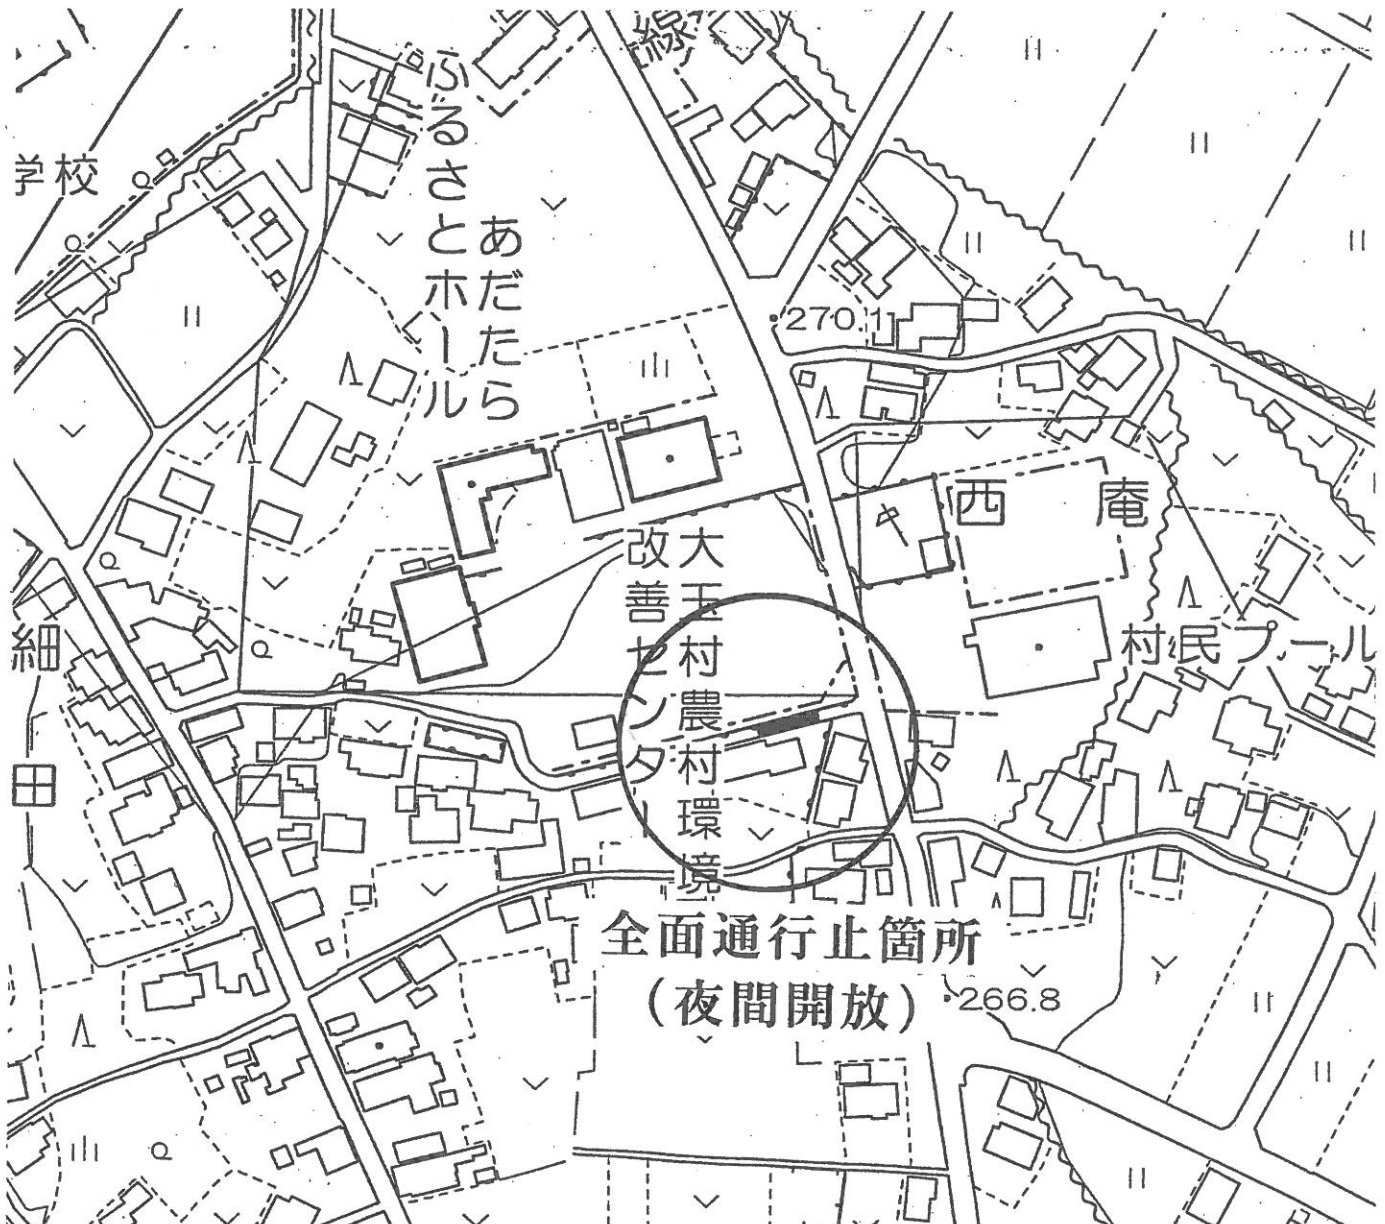 線
学校
あだたら
ふるさとホール
270.1
西庵
大玉村農村環境
改善センター
村民プール
細田
全面通行止箇所
(夜間開放)
266.8